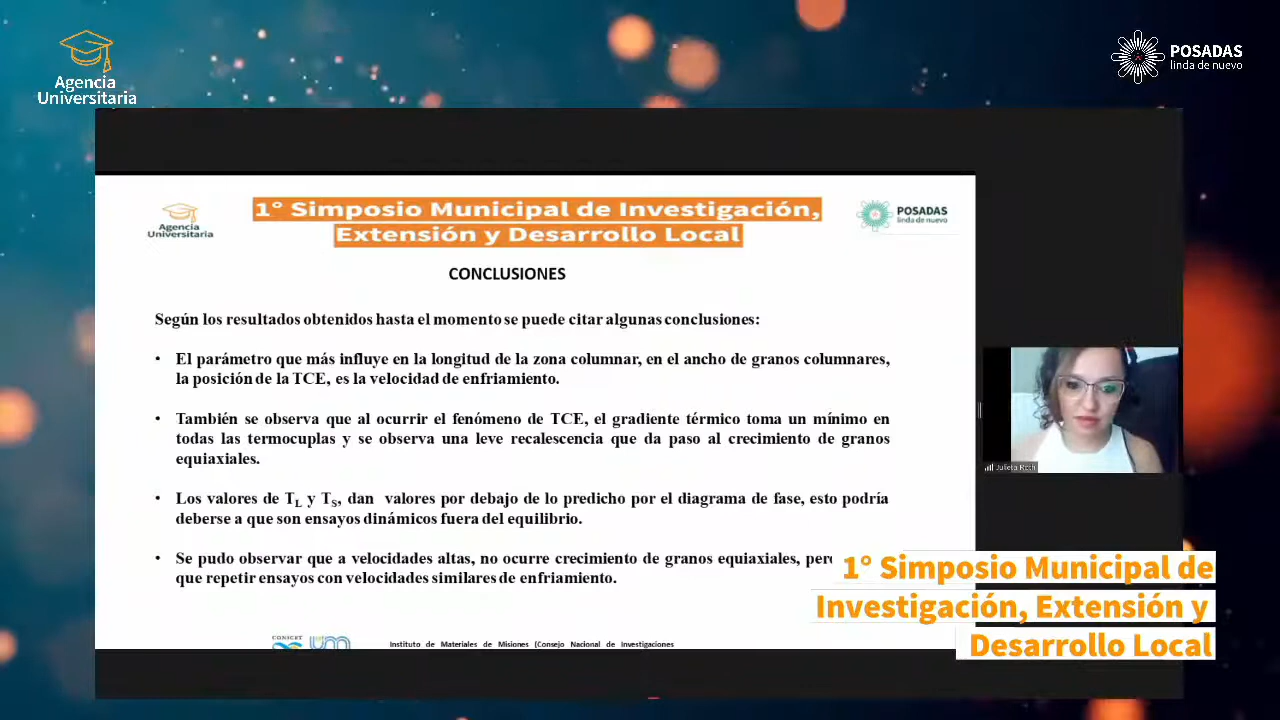 Agencia
Universitaria
POSADAS
linda de nuevo
1° Simposio Municipal de Investigación,
Extensión y Desarrollo Local
Agencia
Universitaria
POSADAS
linda de nuevo
CONCLUSIONES
Según los resultados obtenidos hasta el momento se puede citar algunas conclusiones:
• El parámetro que más influye en la longitud de la zona columnar, en el ancho de granos columnares,
la posición de la TCE, es la velocidad de enfriamiento.
• También se observa que al ocurrir el fenómeno de TCE, el gradiente térmico toma un mínimo en
todas las termocuplas y se observa una leve recalescencia que da paso al crecimiento de granos
equiaxiales.
• Los valores de TL y TS, dan valores por debajo de lo predicho por el diagrama de fase, esto podría
deberse a que son ensayos dinámicos fuera del equilibrio.
• Se pudo observar que a velocidades altas, no ocurre crecimiento de granos equiaxiales,
que repetir ensayos con velocidades similares de enfriamiento.
CONICET
Instituto de Materiales de Misiones (Consejo Nacional de Investigaciones
Julieta Roth
1° Simposio Municipal de
Investigación, Extensión y
Desarrollo Local